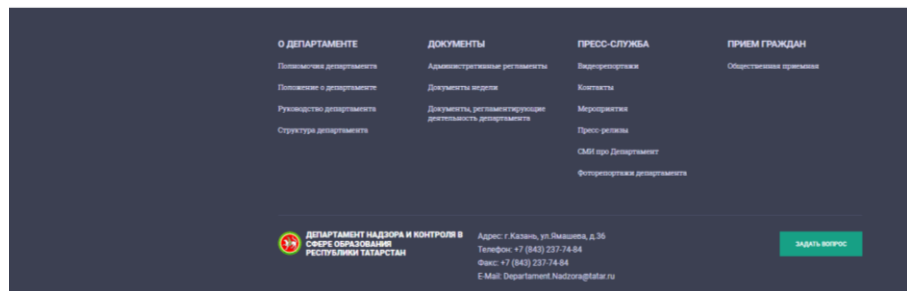 О ДЕПАРТАМЕНТЕ
Полномочия департамента
Положение о департаменте
Руководство департамента
Структура департамента
ДОКУМЕНТЫ
Административные регламенты
Документы недели
Документы, регламентирующие
деятельность департамента
ПРЕСС-СЛУЖБА
Видеорепортажи
Контакты
Мероприятия
Пресс-релизы
СМИ про Департамент
Фоторепортажи департамента
ПРИЕМ ГРАЖДАН
Общественная приемная
ДЕПАРТАМЕНТ НАДЗОРА И КОНТРОЛЯ В
СФЕРЕ ОБРАЗОВАНИЯ
РЕСПУБЛИКИ ТАТАРСТАН
Адрес: г.Казань, ул.Ямашева, д.36
Телефон: +7 (843) 237-74-84
Факс: +7 (843) 237-74-84
E-Mail: Departament.Nadzora@tatar.ru
ЗАДАТЬ ВОПРОС